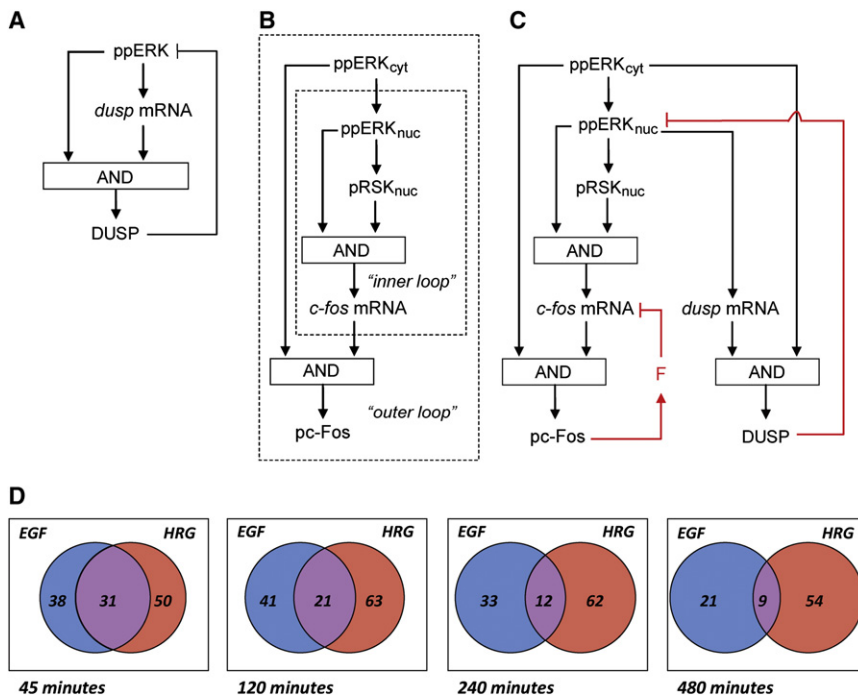 A
ppERK
dusp mRNA
AND
DUSP
B
ppERKcyt
ppERKnuc
pRSKnuc
AND
"inner loop"
c-fos mRNA
AND
"outer loop"
pc-Fos
C
ppERKcyt
ppERKnuc
pRSKnuc
AND
c-fos mRNA
dusp mRNA
AND
F
AND
pc-Fos
DUSP
D
EGF HRG
38 31 50
45 minutes
EGF HRG
41 21 63
120 minutes
EGF HRG
33 12 62
240 minutes
EGF HRG
21 9 54
480 minutes